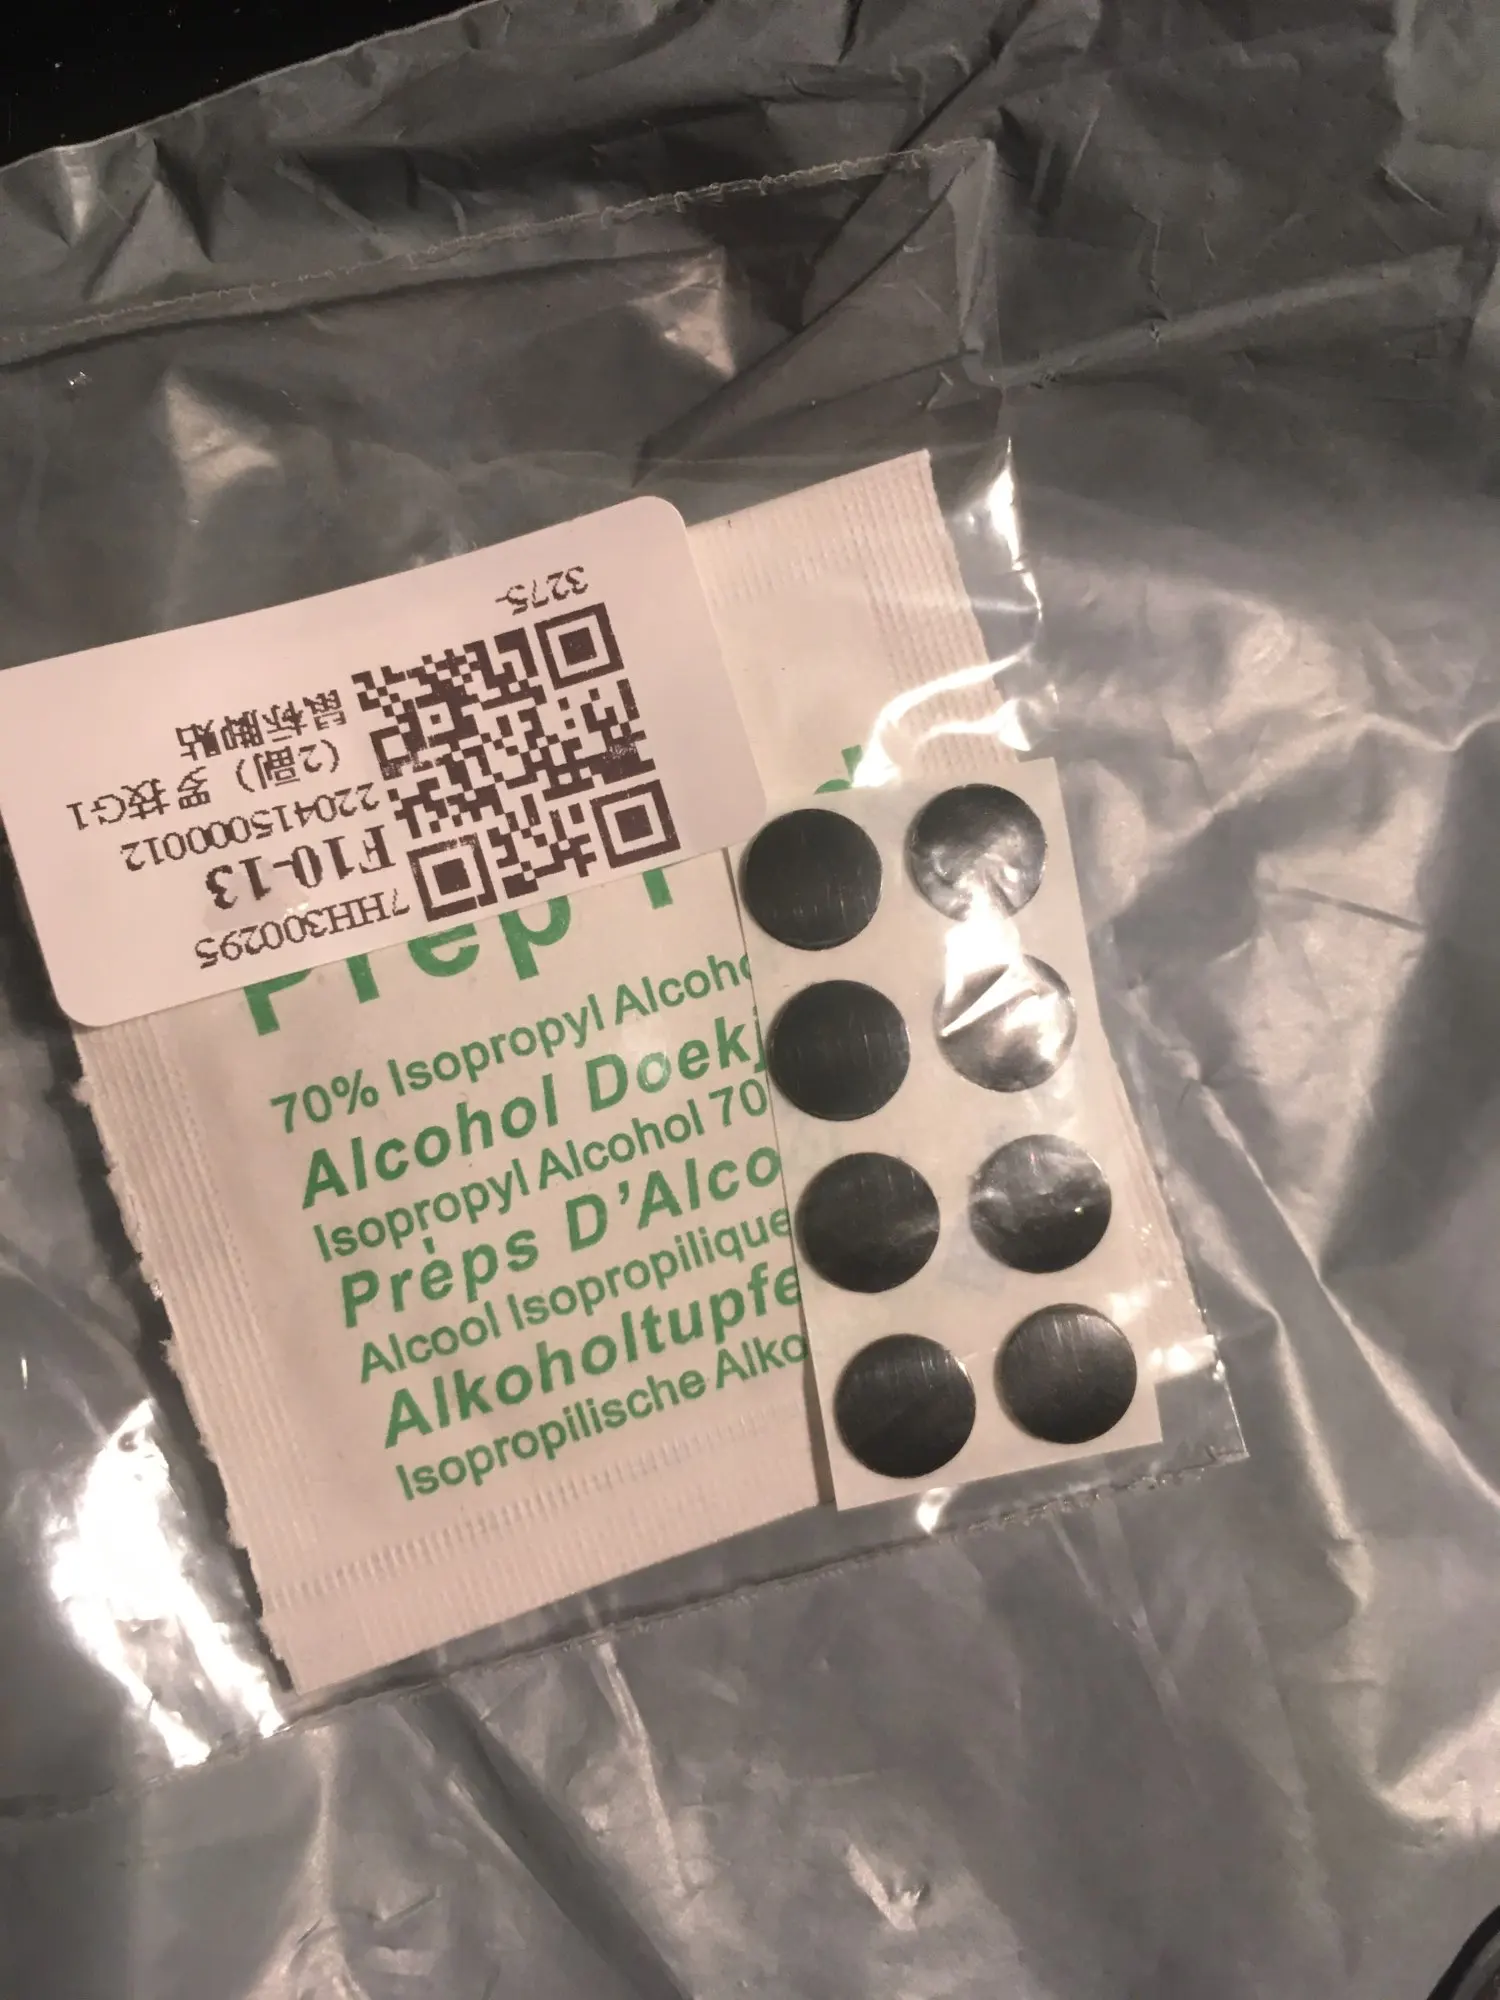 7HH300295
F10-13
220415000012
(2副) 罗技G1
鼠标脚贴
3275-
Prep
70% Isopropyl Alcoho
Alcohol Doekj
Isopropyl Alcohol 70
Prèps D'Alco
Alcool Isopropilique
Alkoholtupfe
Isopropilische Alko